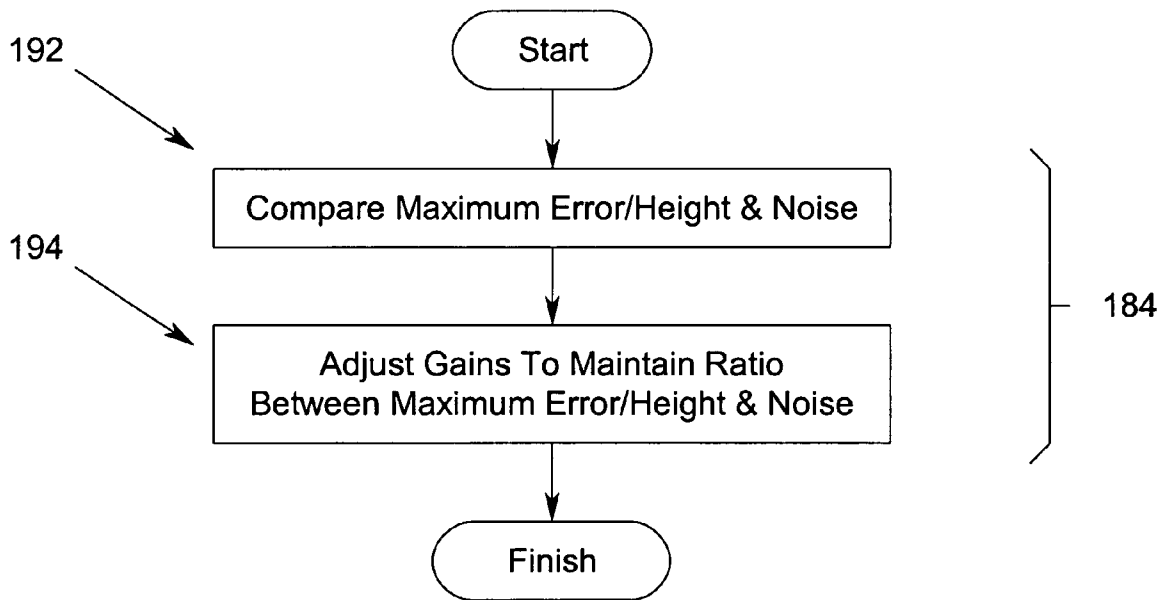 192
Start
Compare Maximum Error/Height & Noise
194
184
Adjust Gains To Maintain Ratio
Between Maximum Error/Height & Noise
Finish